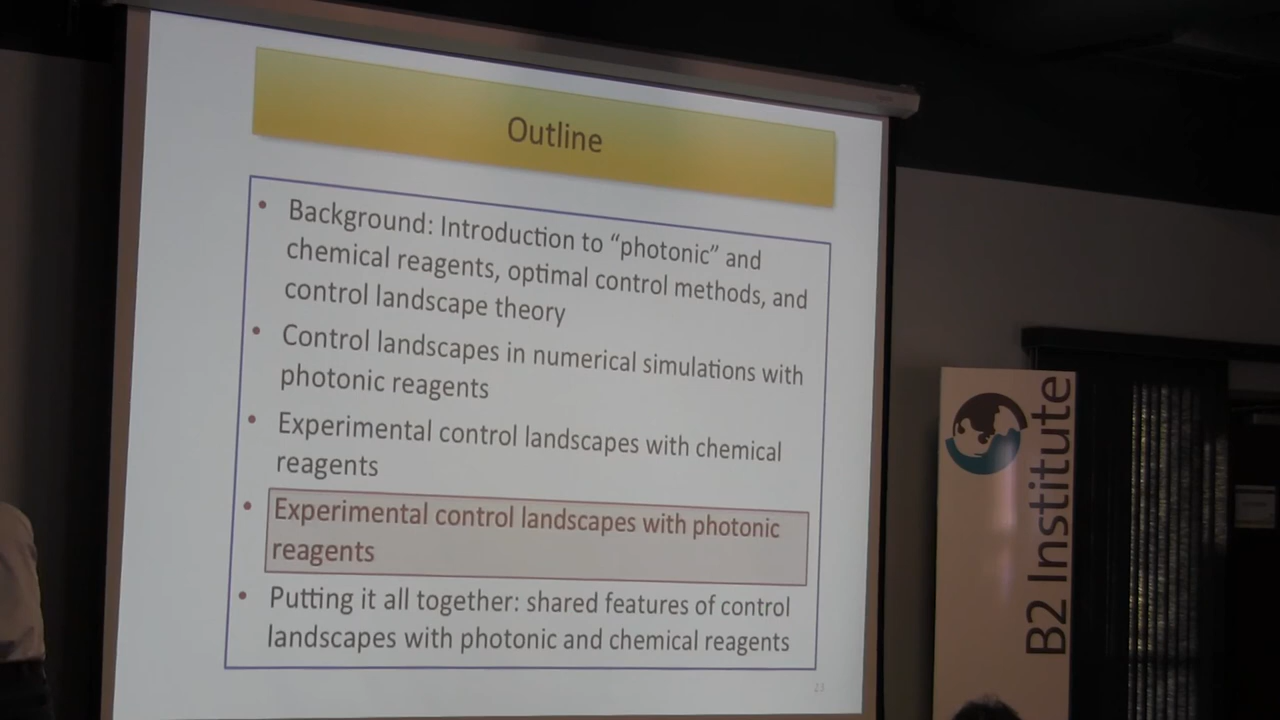 Outline
• Background: Introduction to “photonic” and
chemical reagents, optimal control methods, and
control landscape theory
• Control landscapes in numerical simulations with
photonic reagents
• Experimental control landscapes with chemical
reagents
• Experimental control landscapes with photonic
reagents
• Putting it all together: shared features of control
landscapes with photonic and chemical reagents
23
B2 Institute